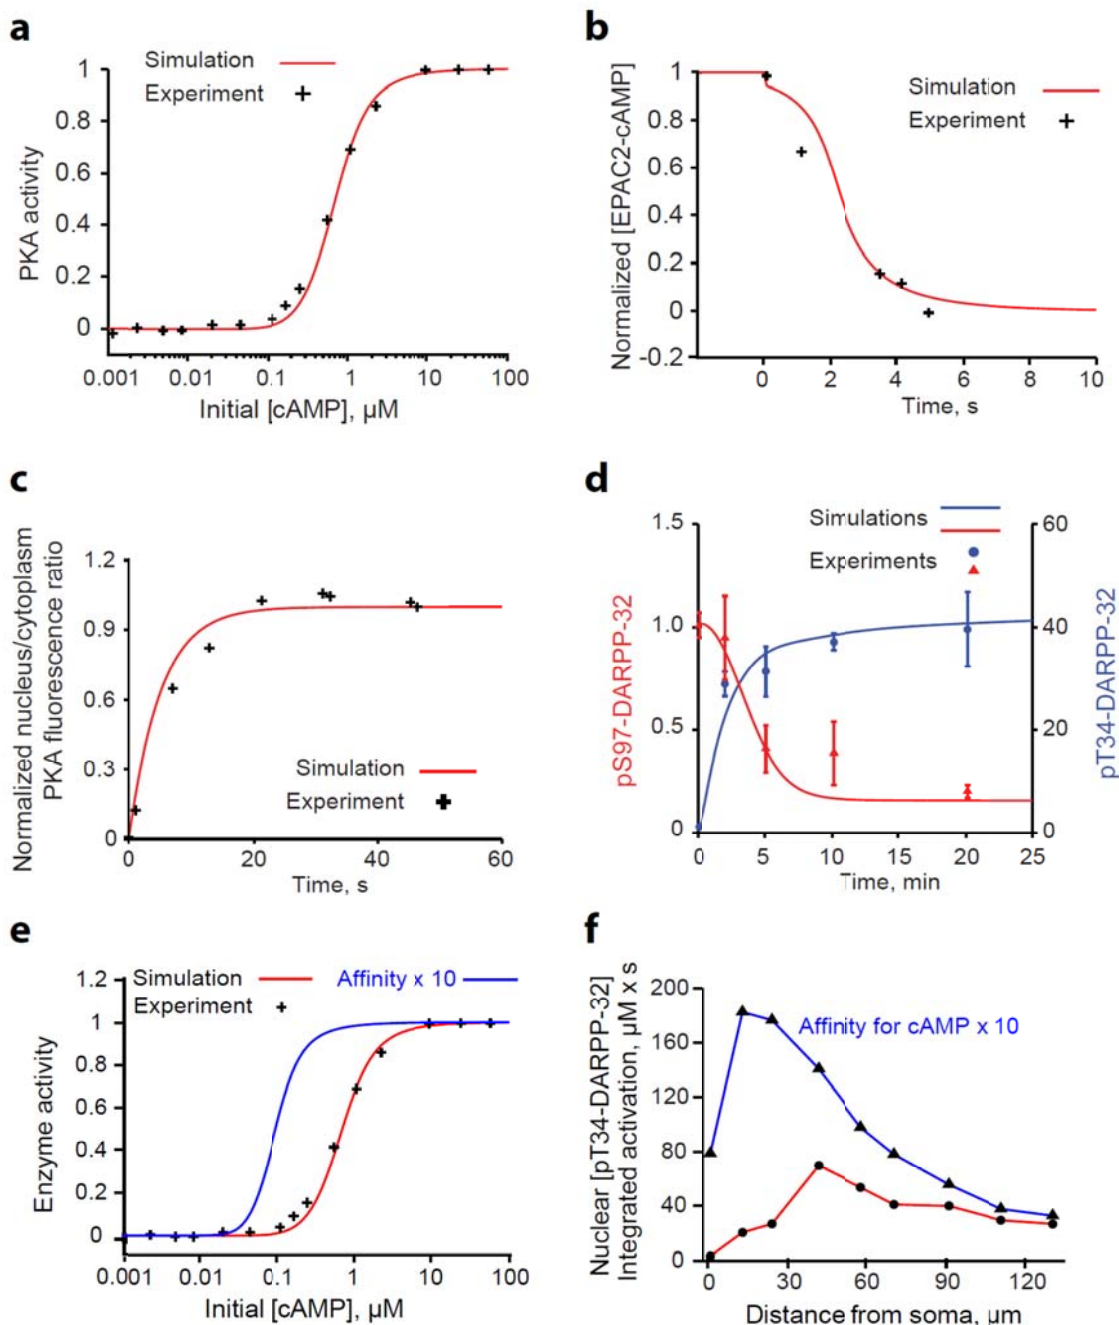 a
Simulation
Experiment
PKA activity
1
0.8
0.6
0.4
0.2
0
0.001 0.01 0.1 1 10 100
Initial [cAMP], µM
b
Simulation
Experiment
Normalized [EPAC2-cAMP]
1
0.8
0.6
0.4
0.2
0
-0.2
0 2 4 6 8 10
Time, s
c
Normalized nucleus/cytoplasm
PKA fluorescence ratio
1.2
0.9
0.6
0.3
0
Simulation
Experiment
0 20 40 60
Time, s
d
Simulations
Experiments
pS97-DARPP-32
1.5
1.0
0.5
0
60
40
20
0
pT34-DARPP-32
0 5 10 15 20 25
Time, min
e
Simulation
Experiment
Affinity x 10
Enzyme activity
1.2
1
0.8
0.6
0.4
0.2
0
0.001 0.01 0.1 1 10 100
Initial [cAMP], µM
f
Nuclear [pT34-DARPP-32]
Integrated activation, µM x s
200
160
120
80
40
0
Affinity for cAMP x 10
0 30 60 90 120
Distance from soma, µm